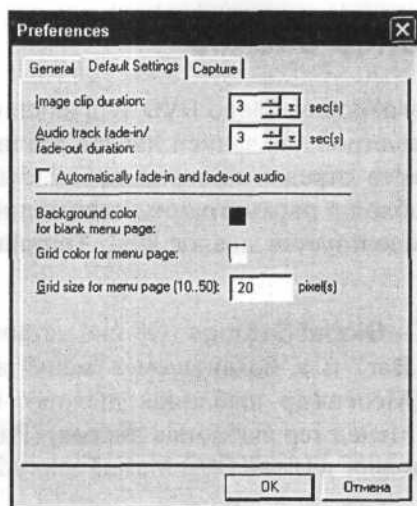 Preferences
General Default Settings Capture
Image clip duration: 3 sec(s)
Audio track fade-in/
fade-out duration: 3 sec(s)
Automatically fade-in and fade-out audio
Background color
for blank menu page:
Grid color for menu page:
Grid size for menu page (10..50): 20 pixel(s)
OK Отмена